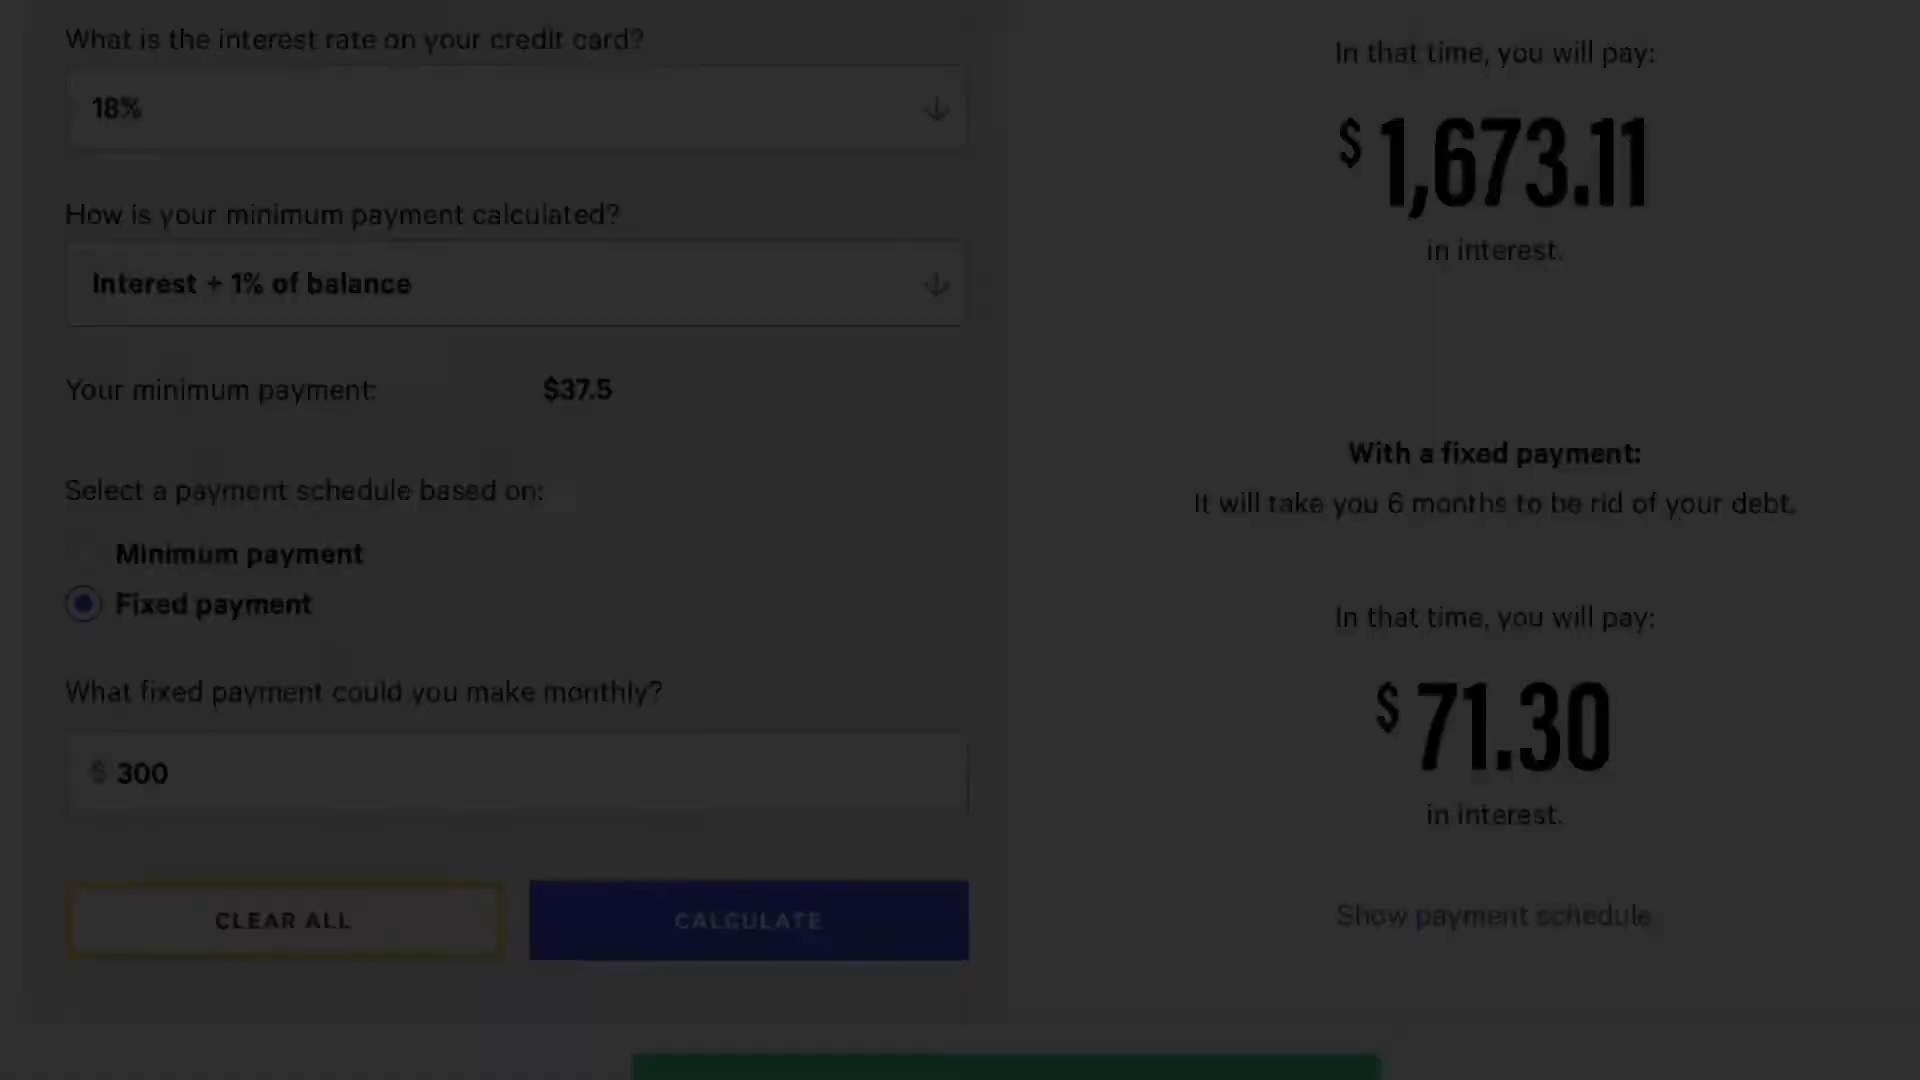 What is the interest rate on your credit card?
18%
How is your minimum payment calculated?
Interest + 1% of balance
Your minimum payment:
$37.5
Select a payment schedule based on:
Minimum payment
Fixed payment
What fixed payment could you make monthly?
$ 300
CLEAR ALL
CALCULATE
In that time, you will pay:
$1,673.11
in interest.
With a fixed payment:
It will take you 6 months to be rid of your debt.
In that time, you will pay:
$71.30
in interest.
Show payment schedule